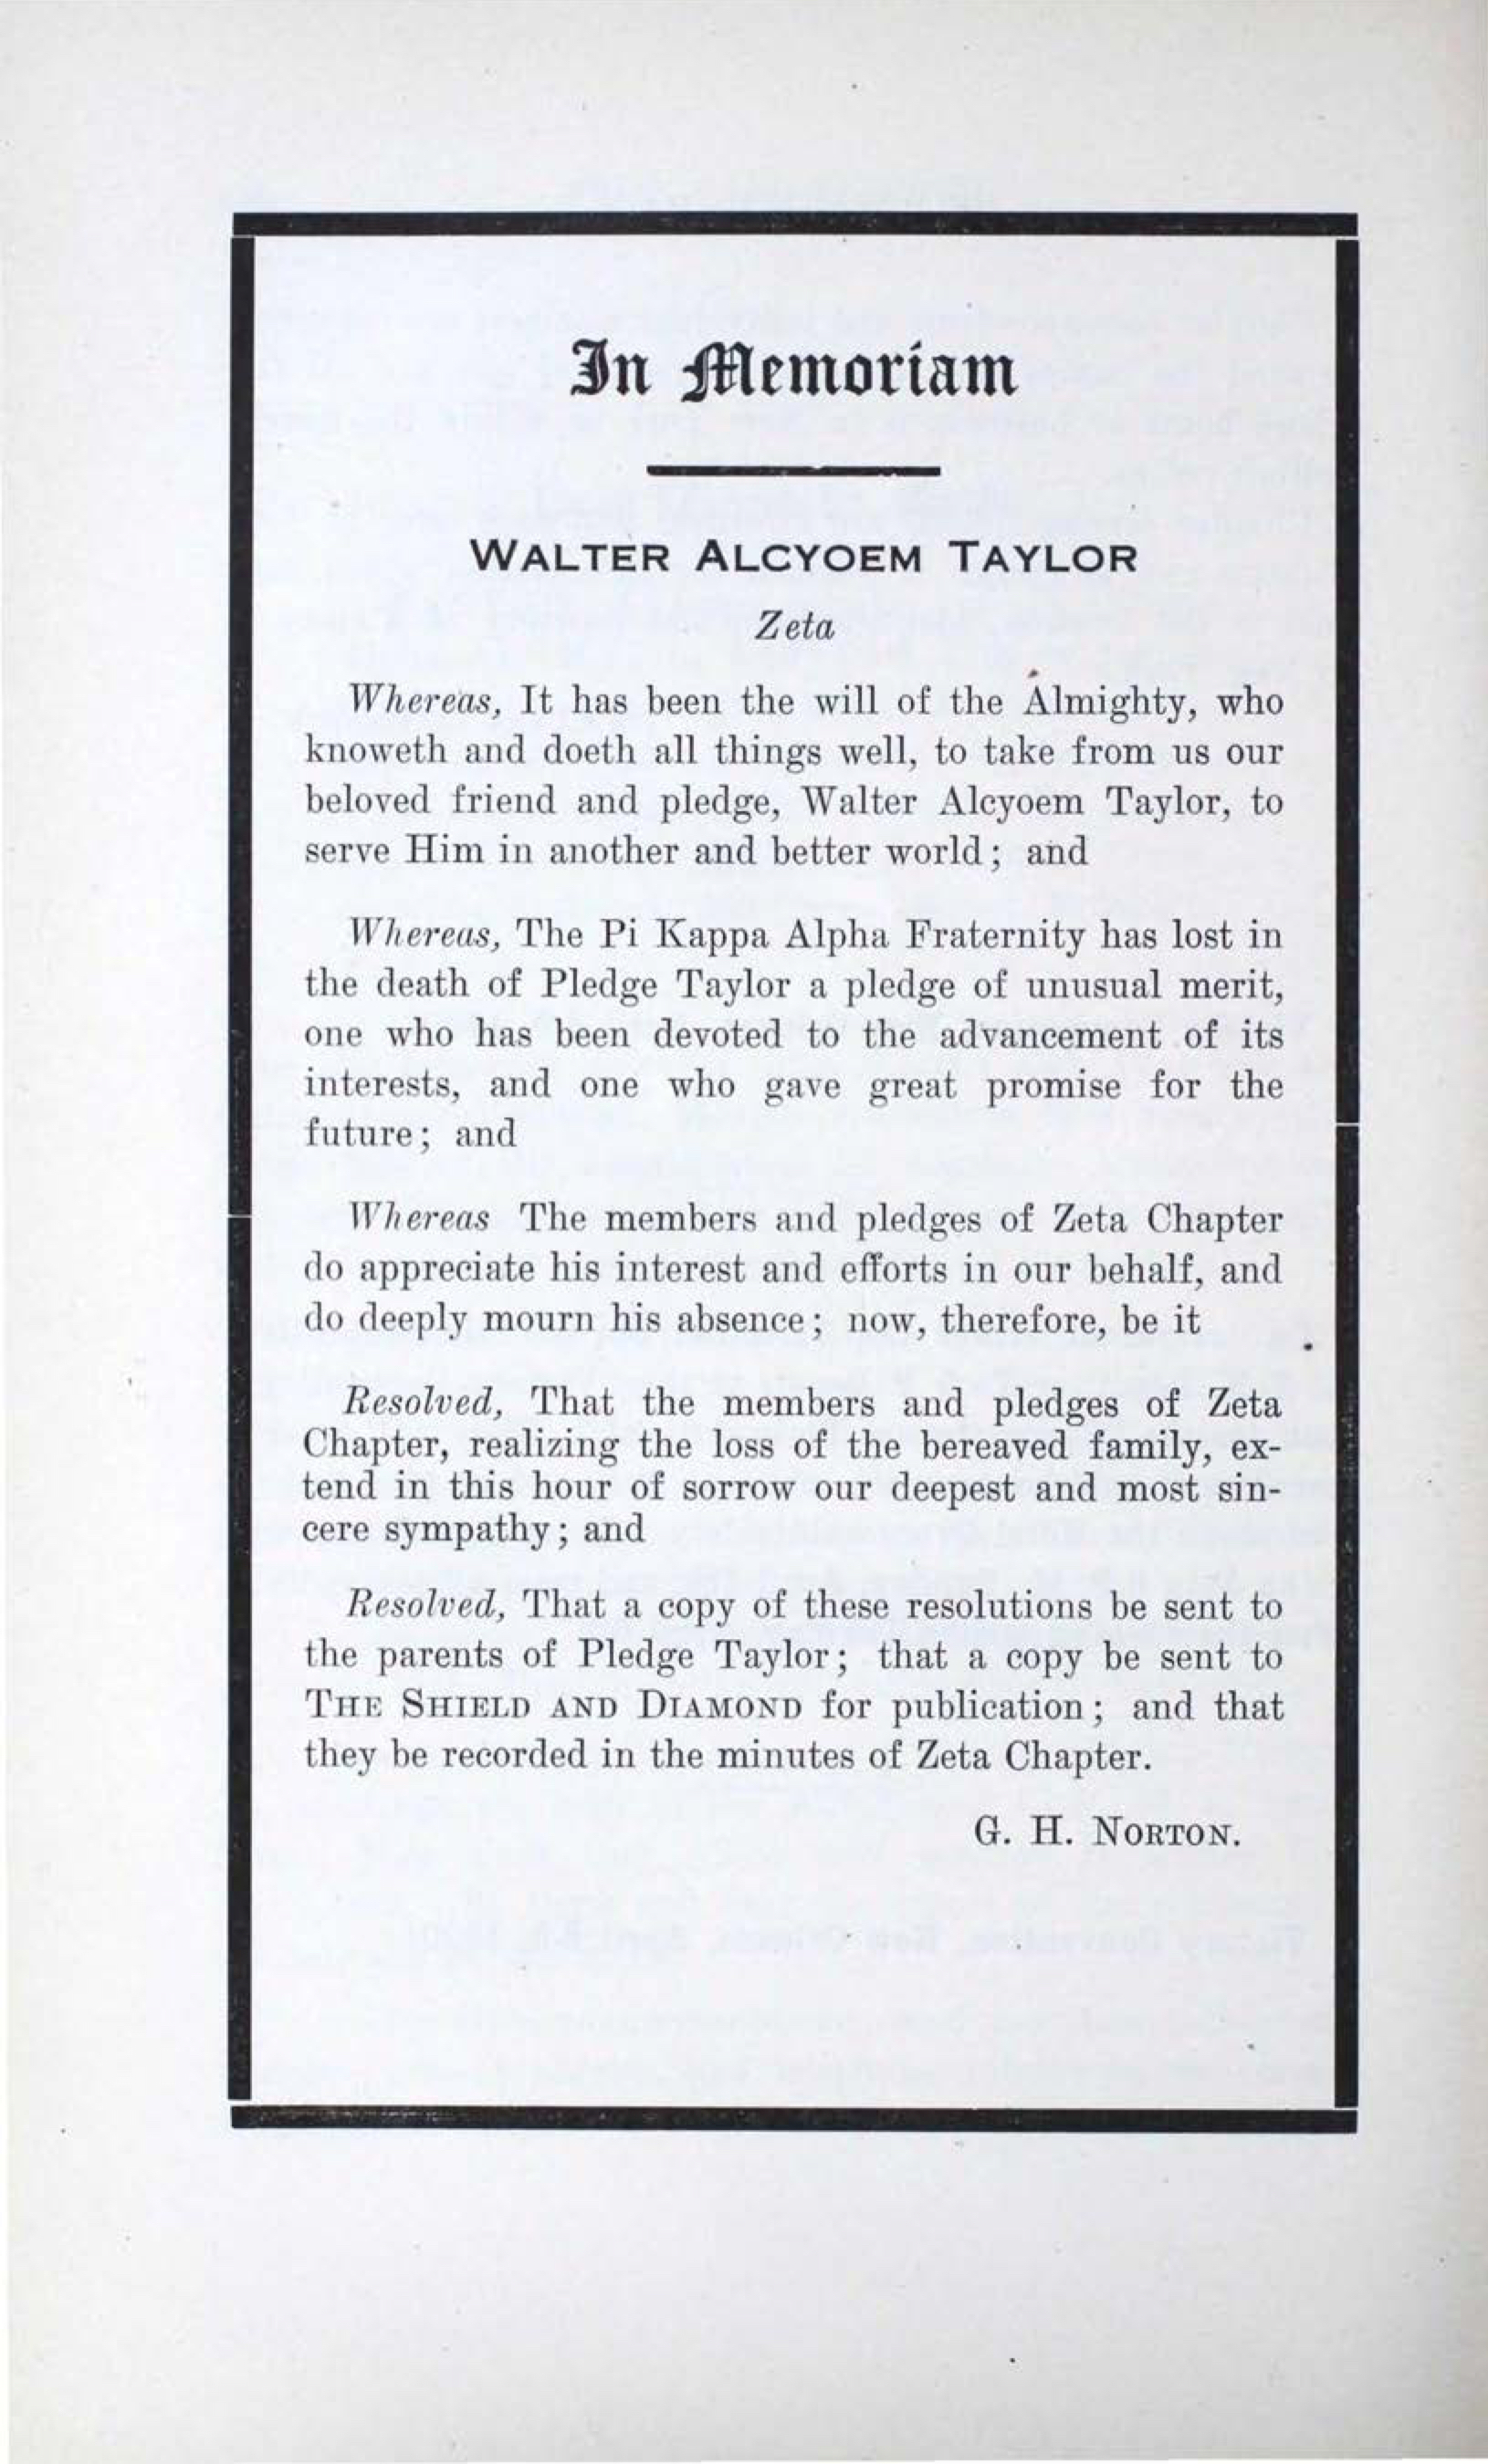 In Memoriam
WALTER ALCYOEM TAYLOR
Zeta
Whereas, It has been the will of the Almighty, who
knoweth and doeth all things well, to take from us our
beloved friend and pledge, Walter Alcyoem Taylor, to
serve Him in another and better world; and
Whereas, The Pi Kappa Alpha Fraternity has lost in
the death of Pledge Taylor a pledge of unusual merit,
one who has been devoted to the advancement of its
interests, and one who gave great promise for the
future; and
Whereas The members and pledges of Zeta Chapter
do appreciate his interest and efforts in our behalf, and
do deeply mourn his absence; now, therefore, be it
Resolved, That the members and pledges of Zeta
Chapter, realizing the loss of the bereaved family, ex-
tend in this hour of sorrow our deepest and most sin-
cere sympathy; and
Resolved, That a copy of these resolutions be sent to
the parents of Pledge Taylor; that a copy be sent to
THE SHIELD AND DIAMOND for publication; and that
they be recorded in the minutes of Zeta Chapter.
G. H. NORTON.